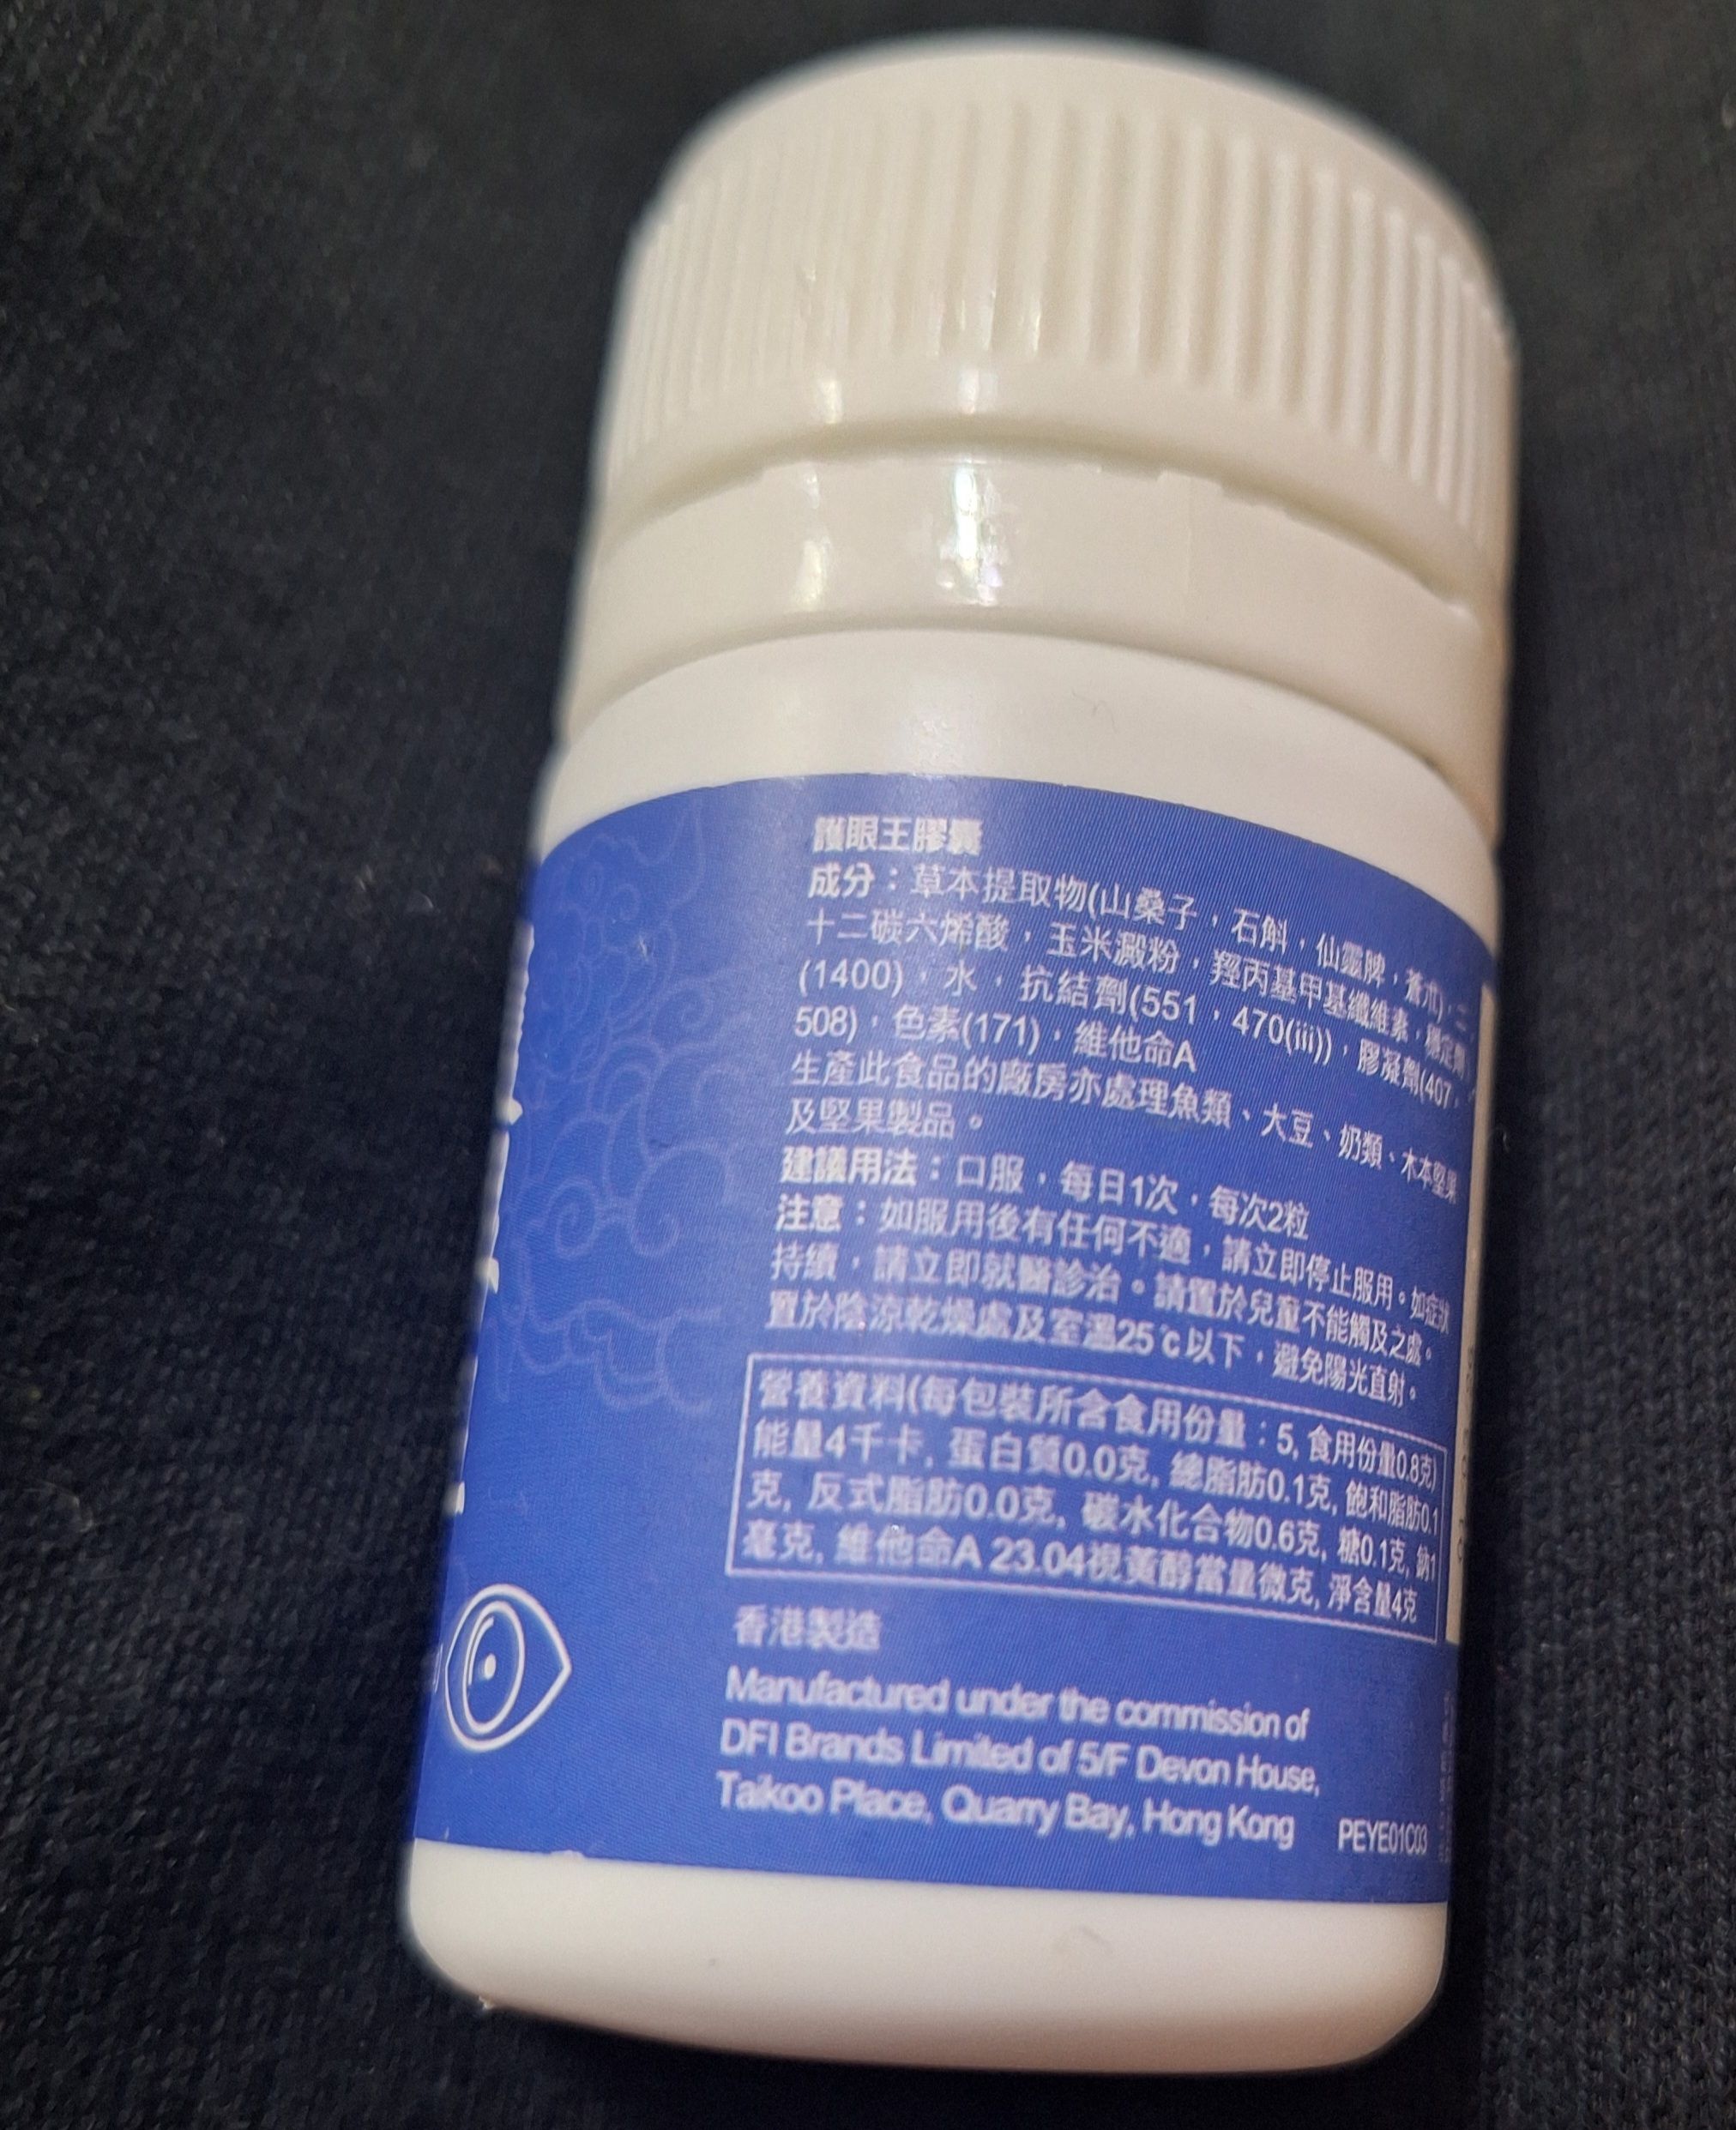 護眼王膠囊
成分：草本提取物(山桑子，石斛，仙靈脾，蒼朮)，二
十二碳六烯酸，玉米澱粉，羥丙基甲基纖維素，穩定劑
(1400)，水，抗結劑(551，470(iii))，膠凝劑(407，
508)，色素(171)，維他命A
生產此食品的廠房亦處理魚類、大豆、奶類、木本堅果
及堅果製品。
建議用法：口服，每日1次，每次2粒
注意：如服用後有任何不適，請立即停止服用。如症狀
持續，請立即就醫診治。請置於兒童不能觸及之處。
置於陰涼乾燥處及室溫25℃以下，避免陽光直射。
營養資料(每包裝所含食用份量：5, 食用份量0.8克)
能量4千卡, 蛋白質0.0克, 總脂肪0.1克, 飽和脂肪0.1
克, 反式脂肪0.0克, 碳水化合物0.6克, 糖0.1克, 鈉1
毫克, 維他命A 23.04視黃醇當量微克, 淨含量4克
香港製造
Manufactured under the commission of
DFI Brands Limited of 5/F Devon House,
Taikoo Place, Quarry Bay, Hong Kong
PEYE01C03